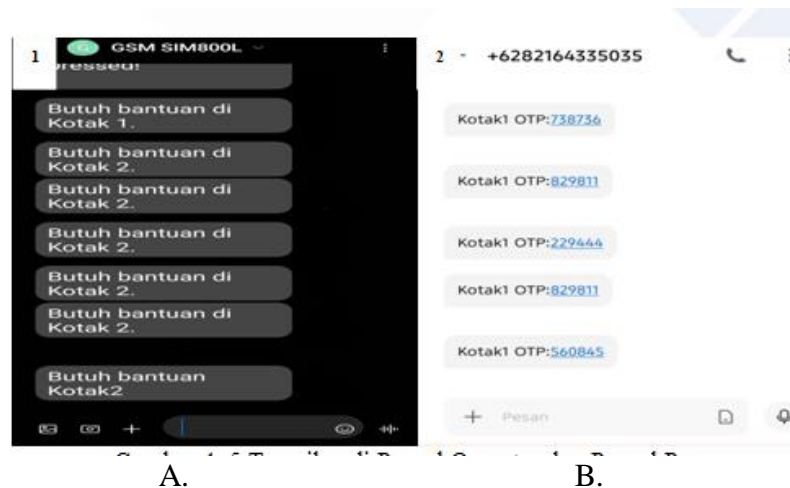 1 GSM SIM800L
pressed!
Butuh bantuan di
Kotak 1.
Butuh bantuan di
Kotak 2.
Butuh bantuan di
Kotak 2.
Butuh bantuan di
Kotak 2.
Butuh bantuan di
Kotak 2.
Butuh bantuan di
Kotak 2.
Butuh bantuan
Kotak2
2 +6282164335035
Kotak1 OTP:738736
Kotak1 OTP:829811
Kotak1 OTP:229444
Kotak1 OTP:829811
Kotak1 OTP:560845
Pesan
A. B.